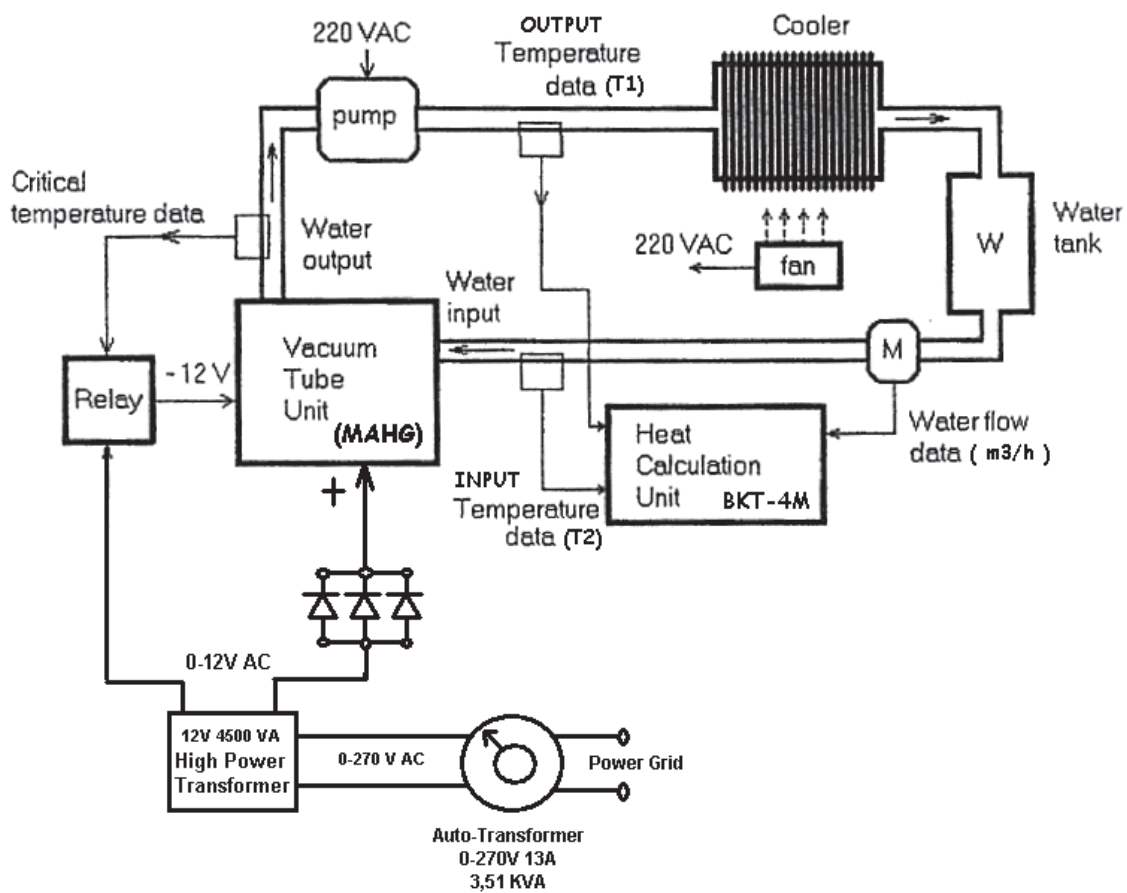 220 VAC
pump
OUTPUT
Temperature
data (T1)
Cooler
Critical
temperature data
Water
output
220 VAC
fan
W
Water
tank
Water
input
M
Relay
- 12 V
Vacuum
Tube
Unit
(MAHG)
+
INPUT
Temperature
data (T2)
Heat
Calculation
Unit BKT-4M
Water flow
data ( m3/h )
0-12V AC
12V 4500 VA
High Power
Transformer
0-270 V AC
Power Grid
Auto-Transformer
0-270V 13A
3,51 KVA